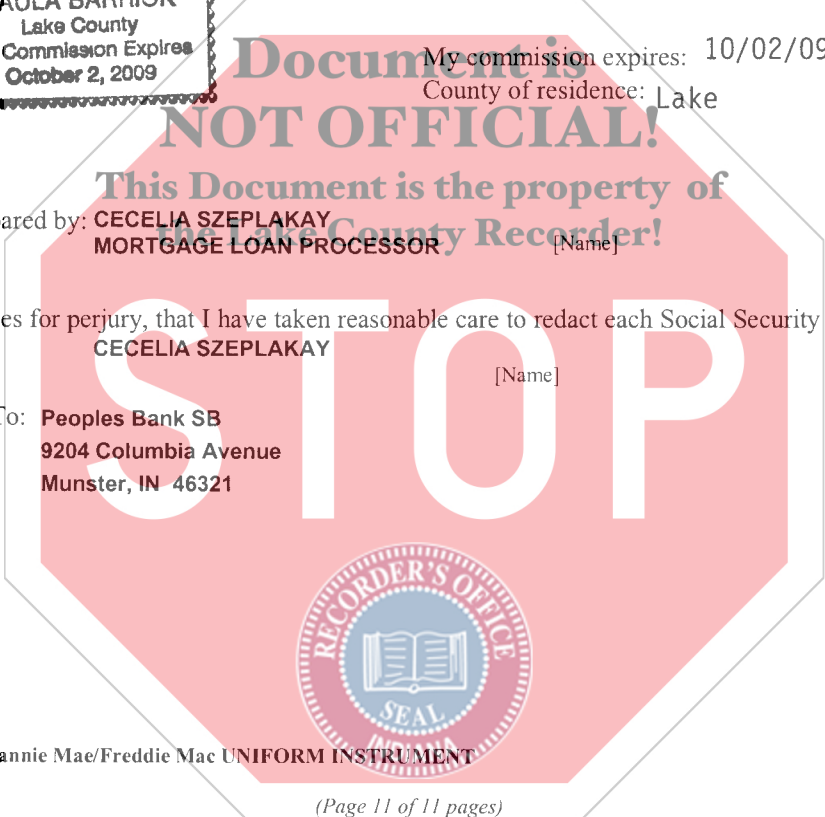 Lake County
Commission Expires
October 2, 2009
My commission expires: 10/02/09
County of residence: Lake
Document is
NOT OFFICIAL!
This Document is the property of
the Lake County Recorder!
ared by: CECELIA SZEPLAKAY
MORTGAGE LOAN PROCESSOR [Name]
es for perjury, that I have taken reasonable care to redact each Social Security
CECELIA SZEPLAKAY
[Name]
STOP
To: Peoples Bank SB
9204 Columbia Avenue
Munster, IN 46321
RECORDER'S OFFICE
SEAL
INDIANA
annie Mae/Freddie Mac UNIFORM INSTRUMENT
(Page 11 of 11 pages)